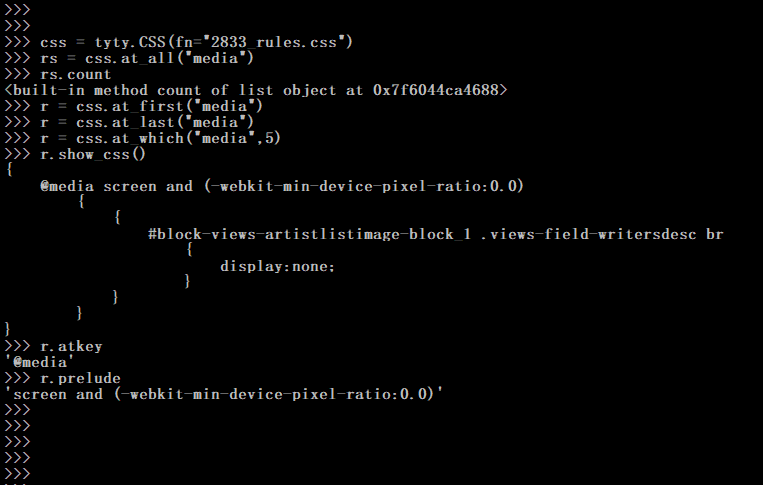 >>>
>>>
>>> css = tyty.CSS(fn="2833_rules.css")
>>> rs = css.at_all("media")
>>> rs.count
<built-in method count of list object at 0x7f6044ca4688>
>>> r = css.at_first("media")
>>> r = css.at_last("media")
>>> r = css.at_which("media",5)
>>> r.show_css()
{
    @media screen and (-webkit-min-device-pixel-ratio:0.0)
        {
            {
                #block-views-artistlistimage-block_1 .views-field-writersdesc br
                    {
                        display:none;
                    }
            }
        }
}
>>> r.atkey
'@media'
>>> r.prelude
'screen and (-webkit-min-device-pixel-ratio:0.0)'
>>>
>>>
>>>
>>>
>>>